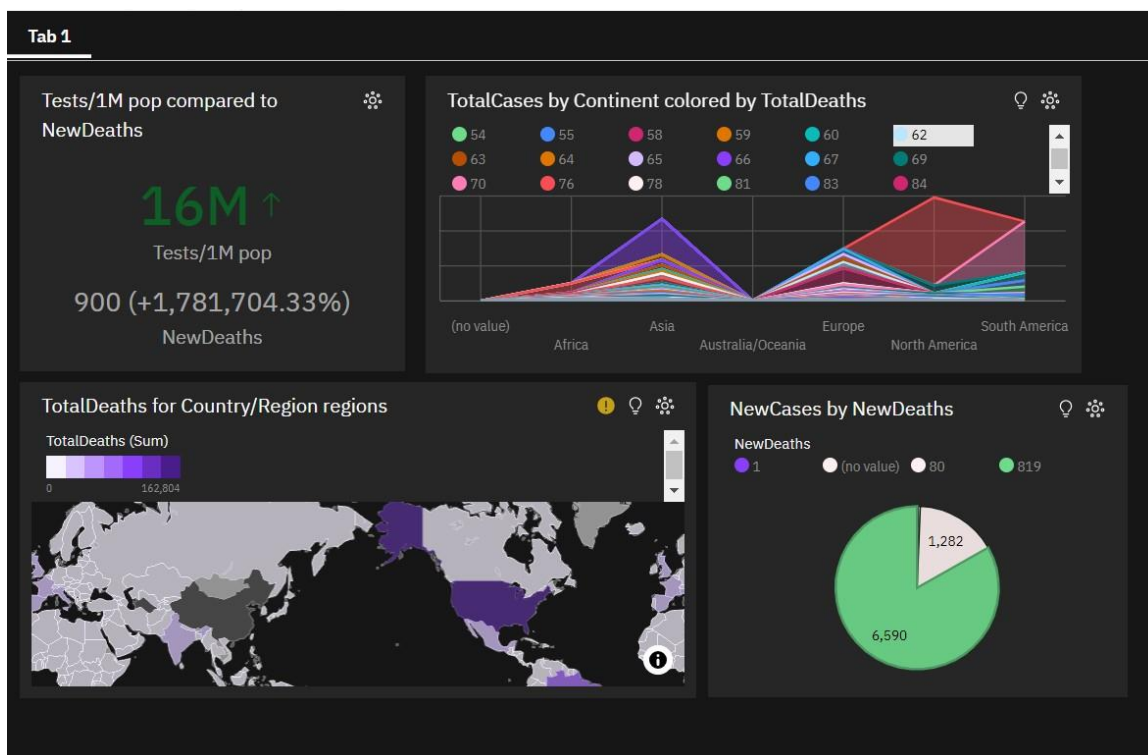 Tab 1
Tests/1M pop compared to
NewDeaths
16M ↑
Tests/1M pop
900 (+1,781,704.33%)
NewDeaths
TotalCases by Continent colored by TotalDeaths
54 55 58 59 60 62
63 64 65 66 67 69
70 76 78 81 83 84
(no value) Asia Europe South America
Africa Australia/Oceania North America
TotalDeaths for Country/Region regions
TotalDeaths (Sum)
0 162,804
NewCases by NewDeaths
NewDeaths
1 (no value) 80 819
1,282
6,590